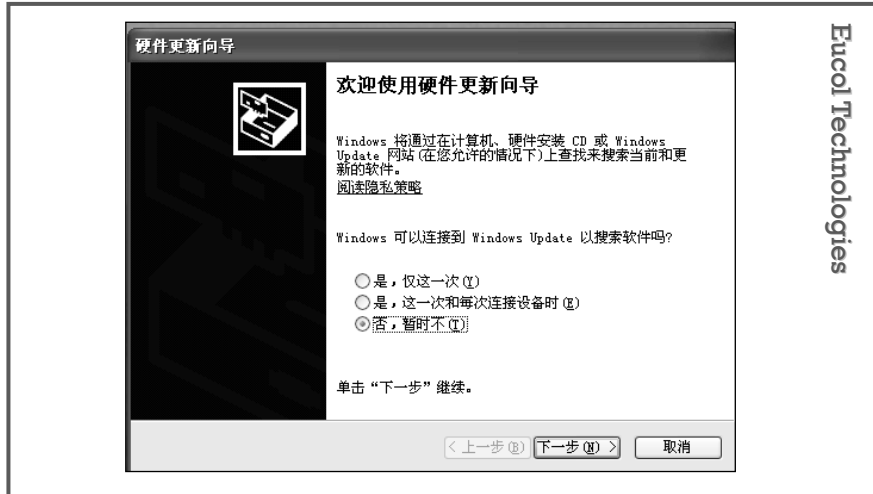 硬件更新向导
欢迎使用硬件更新向导
Windows 将通过在计算机、硬件安装 CD 或 Windows
Update 网站(在您允许的情况下)上查找来搜索当前和更
新的软件。
阅读隐私策略
Windows 可以连接到 Windows Update 以搜索软件吗?
是，仅这一次(Y)
是，这一次和每次连接设备时(E)
否，暂时不(T)
单击“下一步”继续。
< 上一步(B)
下一步(N) >
取消
Eucol Technologies